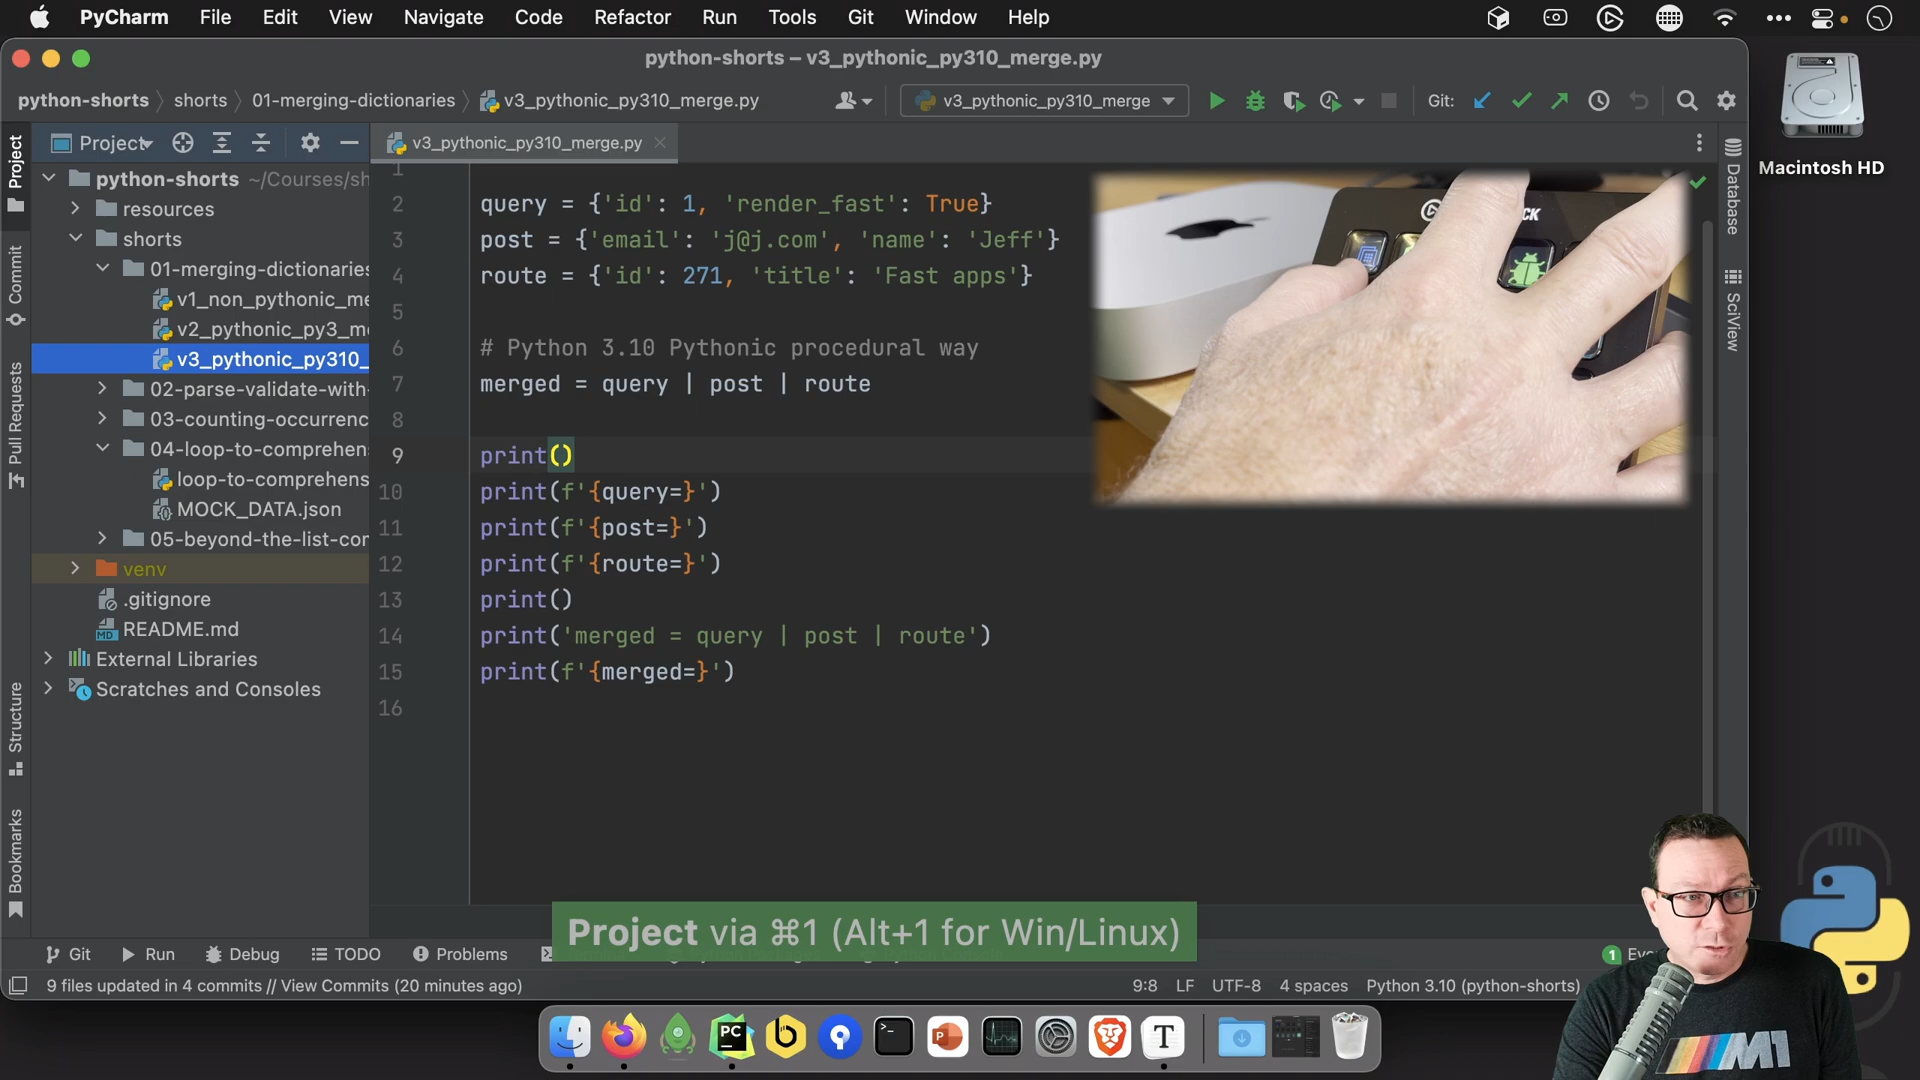 PyCharm File Edit View Navigate Code Refactor Run Tools Git Window Help
python-shorts – v3_pythonic_py310_merge.py
python-shorts shorts 01-merging-dictionaries v3_pythonic_py310_merge.py v3_pythonic_py310_merge Git:
Project
v3_pythonic_py310_merge.py
Macintosh HD
Project
Commit
Pull Requests
Structure
Bookmarks
python-shorts ~/Courses/sh
resources
shorts
01-merging-dictionaries
v1_non_pythonic_me
v2_pythonic_py3_m
v3_pythonic_py310_
02-parse-validate-with-
03-counting-occurrenc
04-loop-to-comprehen
loop-to-comprehens
MOCK_DATA.json
05-beyond-the-list-con
venv
.gitignore
README.md
External Libraries
Scratches and Consoles
1
2 query = {'id': 1, 'render_fast': True}
3 post = {'email': 'j@j.com', 'name': 'Jeff'}
4 route = {'id': 271, 'title': 'Fast apps'}
5
6 # Python 3.10 Pythonic procedural way
7 merged = query | post | route
8
9 print()
10 print(f'{query=}')
11 print(f'{post=}')
12 print(f'{route=}')
13 print()
14 print('merged = query | post | route')
15 print(f'{merged=}')
16
Database
SciView
Project via ⌘1 (Alt+1 for Win/Linux)
Git Run Debug TODO Problems
1
9 files updated in 4 commits // View Commits (20 minutes ago) 9:8 LF UTF-8 4 spaces Python 3.10 (python-shorts)
PC
T
M1